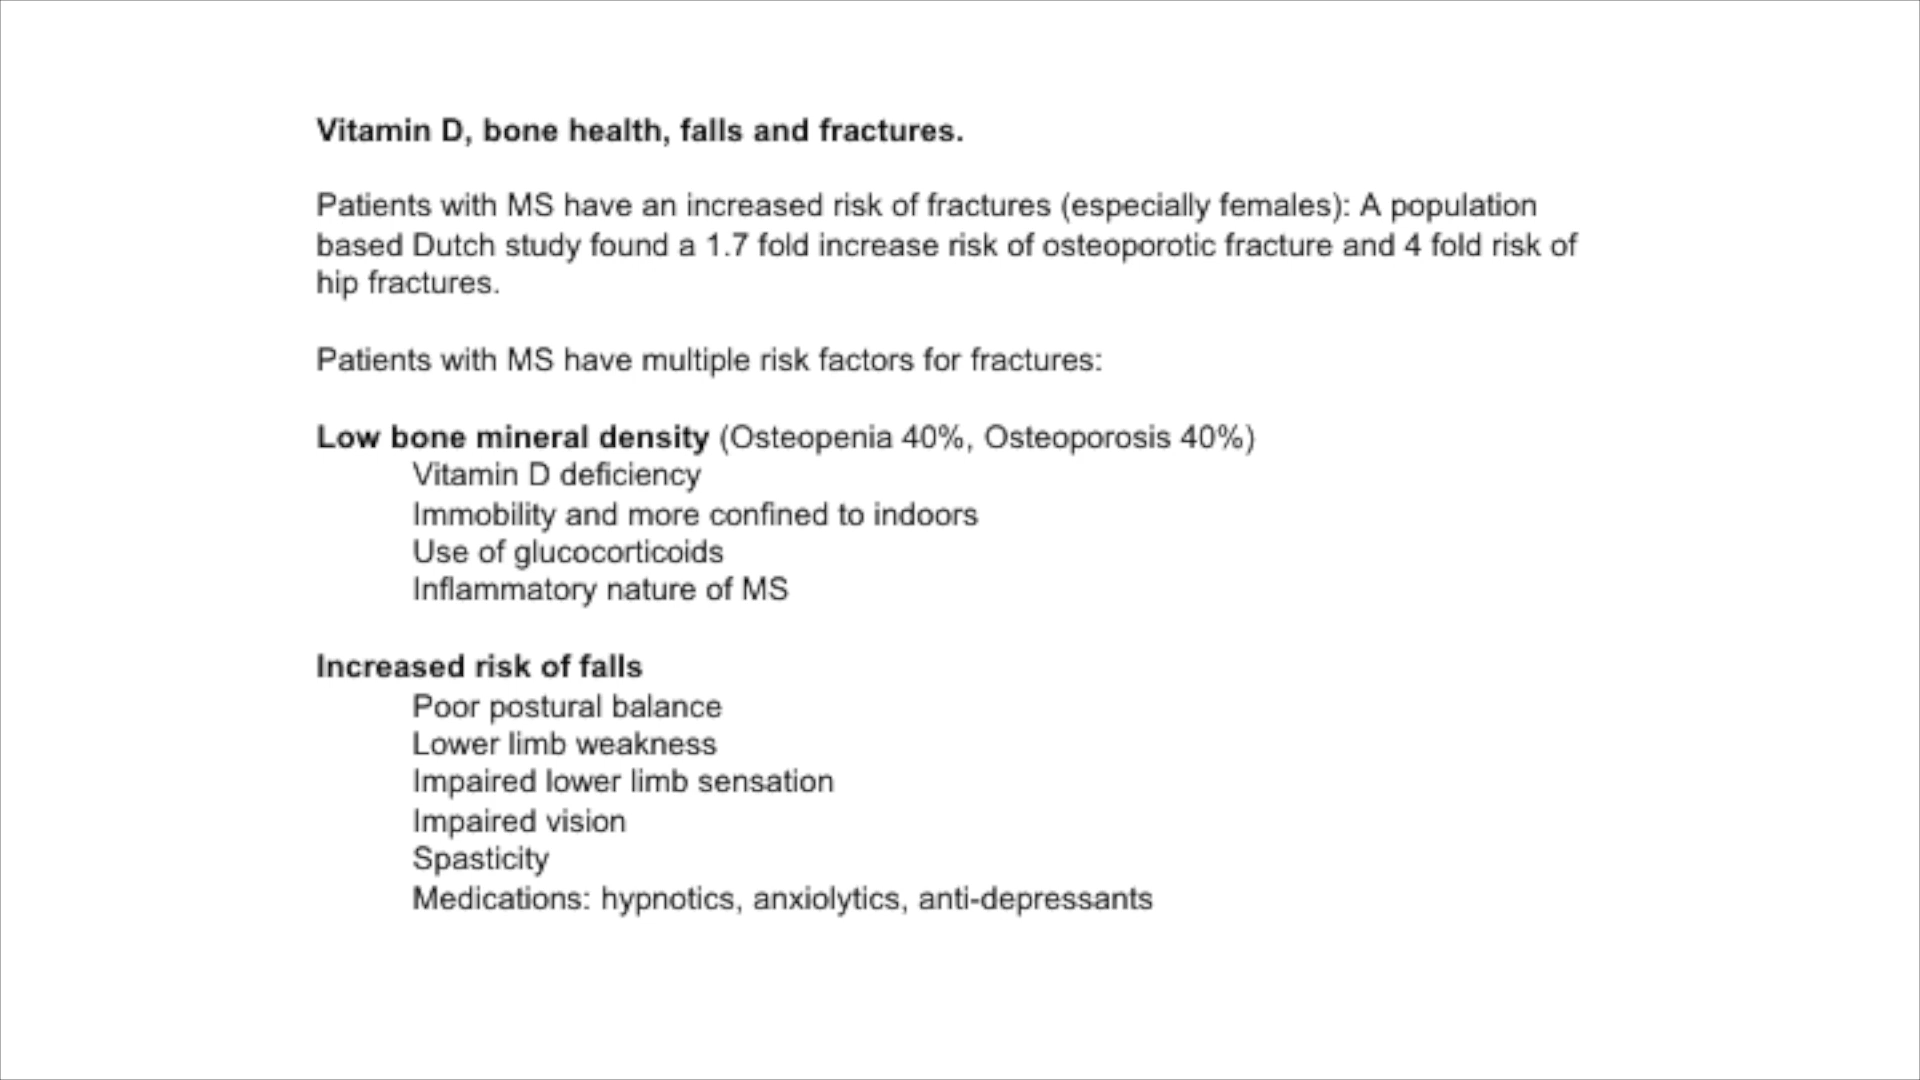 Vitamin D, bone health, falls and fractures.
Patients with MS have an increased risk of fractures (especially females): A population
based Dutch study found a 1.7 fold increase risk of osteoporotic fracture and 4 fold risk of
hip fractures.
Patients with MS have multiple risk factors for fractures:
Low bone mineral density (Osteopenia 40%, Osteoporosis 40%)
Vitamin D deficiency
Immobility and more confined to indoors
Use of glucocorticoids
Inflammatory nature of MS
Increased risk of falls
Poor postural balance
Lower limb weakness
Impaired lower limb sensation
Impaired vision
Spasticity
Medications: hypnotics, anxiolytics, anti-depressants